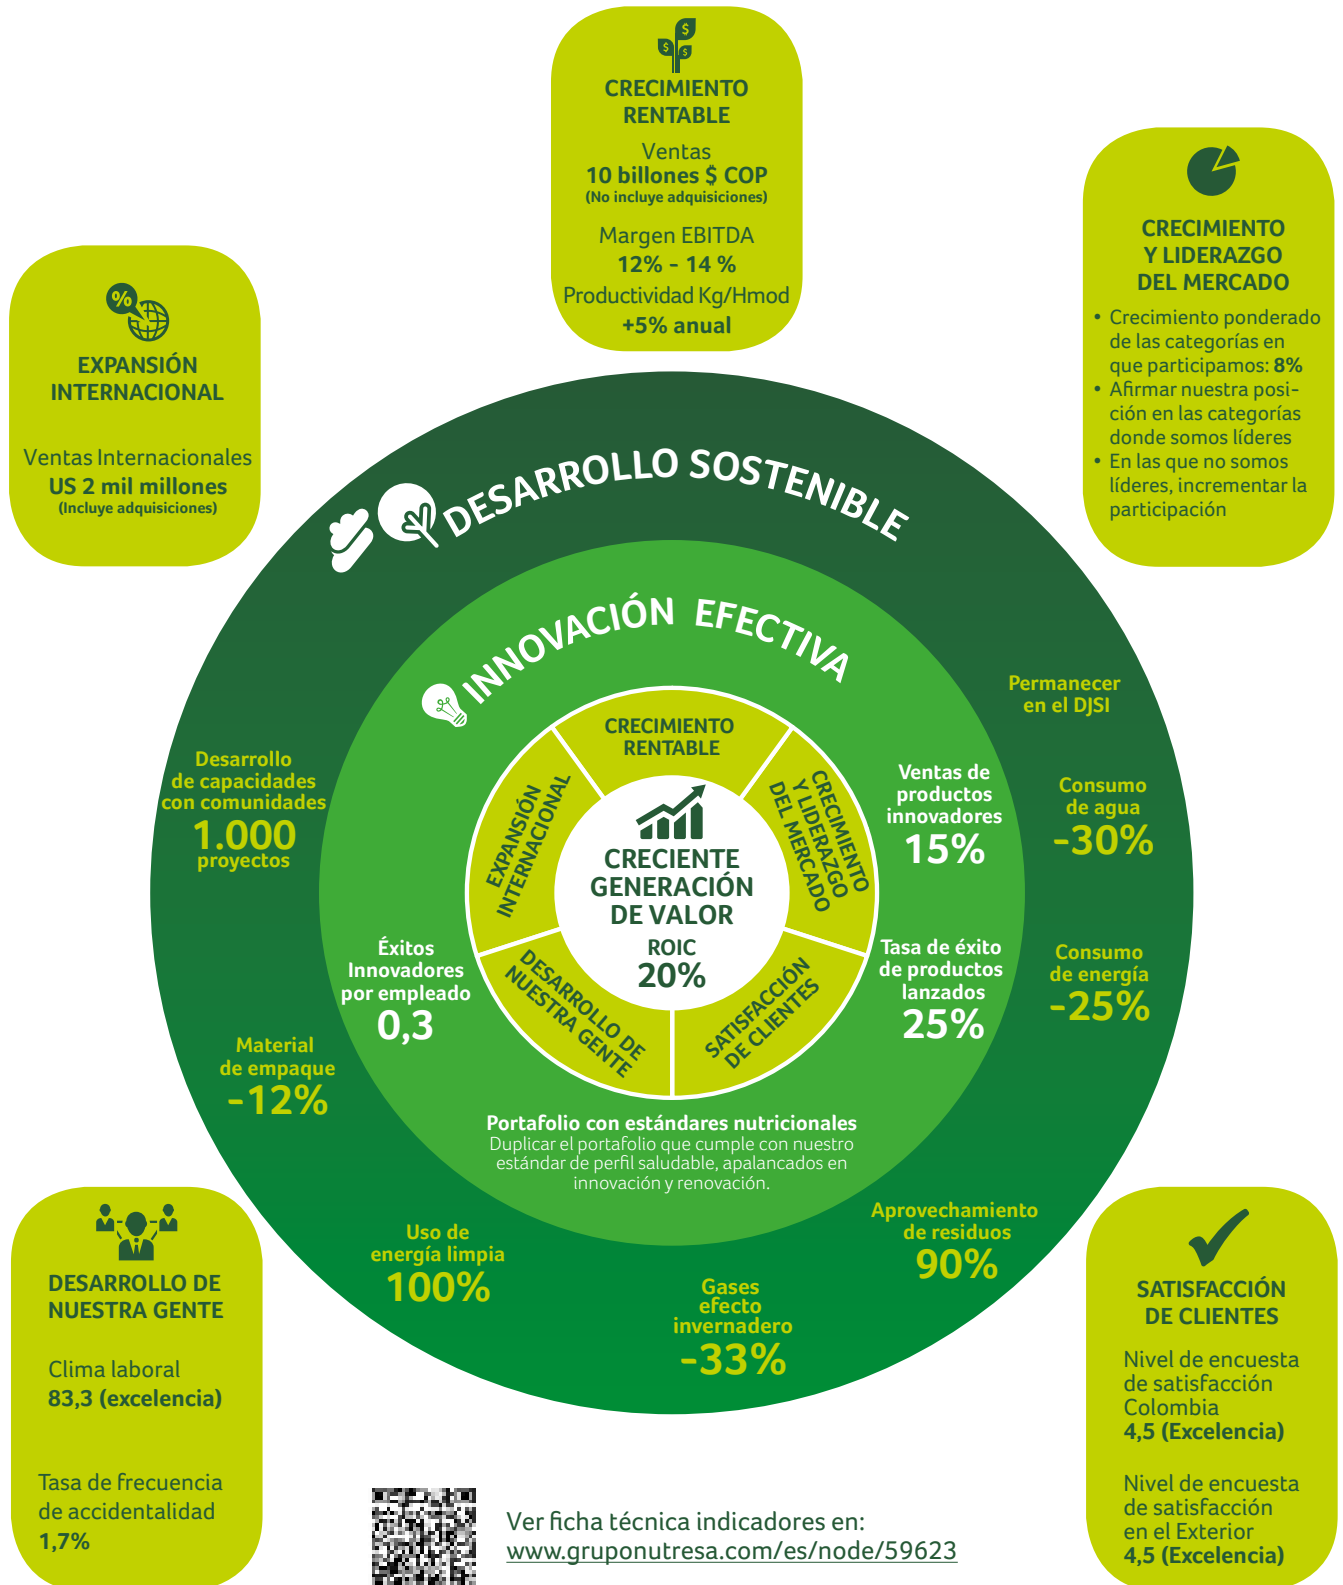 CRECIMIENTO
RENTABLE
Ventas
10 billones $ COP
(No incluye adquisiciones)
Margen EBITDA
12% - 14 %
Productividad Kg/Hmod
+5% anual
CRECIMIENTO
Y LIDERAZGO
DEL MERCADO
• Crecimiento ponderado
de las categorías en
que participamos: 8%
• Afirmar nuestra posi-
ción en las categorías
donde somos líderes
• En las que no somos
líderes, incrementar la
participación
%
EXPANSIÓN
INTERNACIONAL
Ventas Internacionales
US 2 mil millones
(Incluye adquisiciones)
DESARROLLO SOSTENIBLE
INNOVACIÓN EFECTIVA
Permanecer
en el DJSI
Consumo
de agua
-30%
Consumo
de energía
-25%
Aprovechamiento
de residuos
90%
Gases
efecto
invernadero
-33%
Uso de
energía limpia
100%
Material
de empaque
-12%
Desarrollo
de capacidades
con comunidades
1.000
proyectos
Ventas de
productos
innovadores
15%
Tasa de éxito
de productos
lanzados
25%
Éxitos
Innovadores
por empleado
0,3
Portafolio con estándares nutricionales
Duplicar el portafolio que cumple con nuestro
estándar de perfil saludable, apalancados en
innovación y renovación.
CRECIMIENTO
RENTABLE
CRECIMIENTO
Y LIDERAZGO
DEL MERCADO
SATISFACCIÓN
DE CLIENTES
DESARROLLO DE
NUESTRA GENTE
EXPANSIÓN
INTERNACIONAL
CRECIENTE
GENERACIÓN
DE VALOR
ROIC
20%
DESARROLLO DE
NUESTRA GENTE
Clima laboral
83,3 (excelencia)
Tasa de frecuencia
de accidentalidad
1,7%
SATISFACCIÓN
DE CLIENTES
Nivel de encuesta
de satisfacción
Colombia
4,5 (Excelencia)
Nivel de encuesta
de satisfacción
en el Exterior
4,5 (Excelencia)
Ver ficha técnica indicadores en:
www.gruponutresa.com/es/node/59623